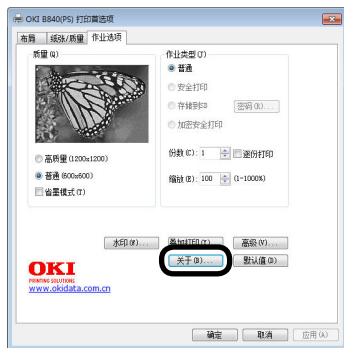 OKI B840(PS) 打印首选项
布局 纸张/质量 作业选项
质量(Q)
高质量(1200x1200)
普通(600x600)
省墨模式(T)
作业类型(J)
普通
安全打印
存储到SD
密码(R)...
加密安全打印
份数(C): 1 逐份打印
缩放(E): 100 (1-1000%)
水印(W)... 叠加打印(I)... 高级(V)...
关于(B)... 默认值(D)
OKI
PRINTING SOLUTIONS
www.okidata.com.cn
确定 取消 应用(A)